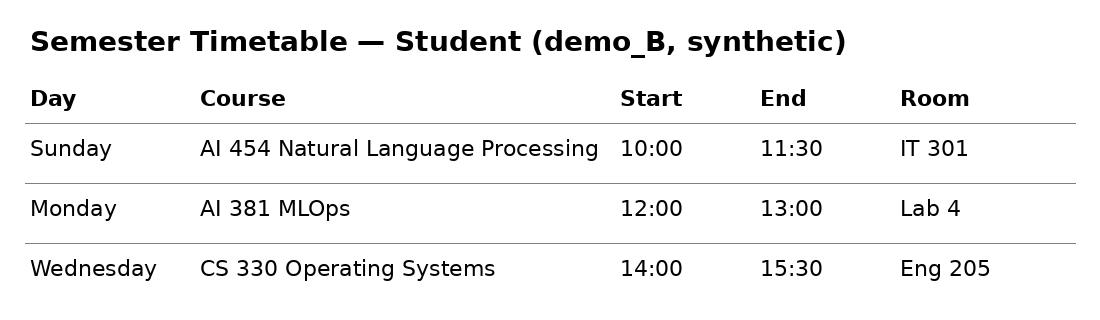 Semester Timetable — Student (demo_B, synthetic)
Day Course Start End Room
Sunday AI 454 Natural Language Processing 10:00 11:30 IT 301
Monday AI 381 MLOps 12:00 13:00 Lab 4
Wednesday CS 330 Operating Systems 14:00 15:30 Eng 205